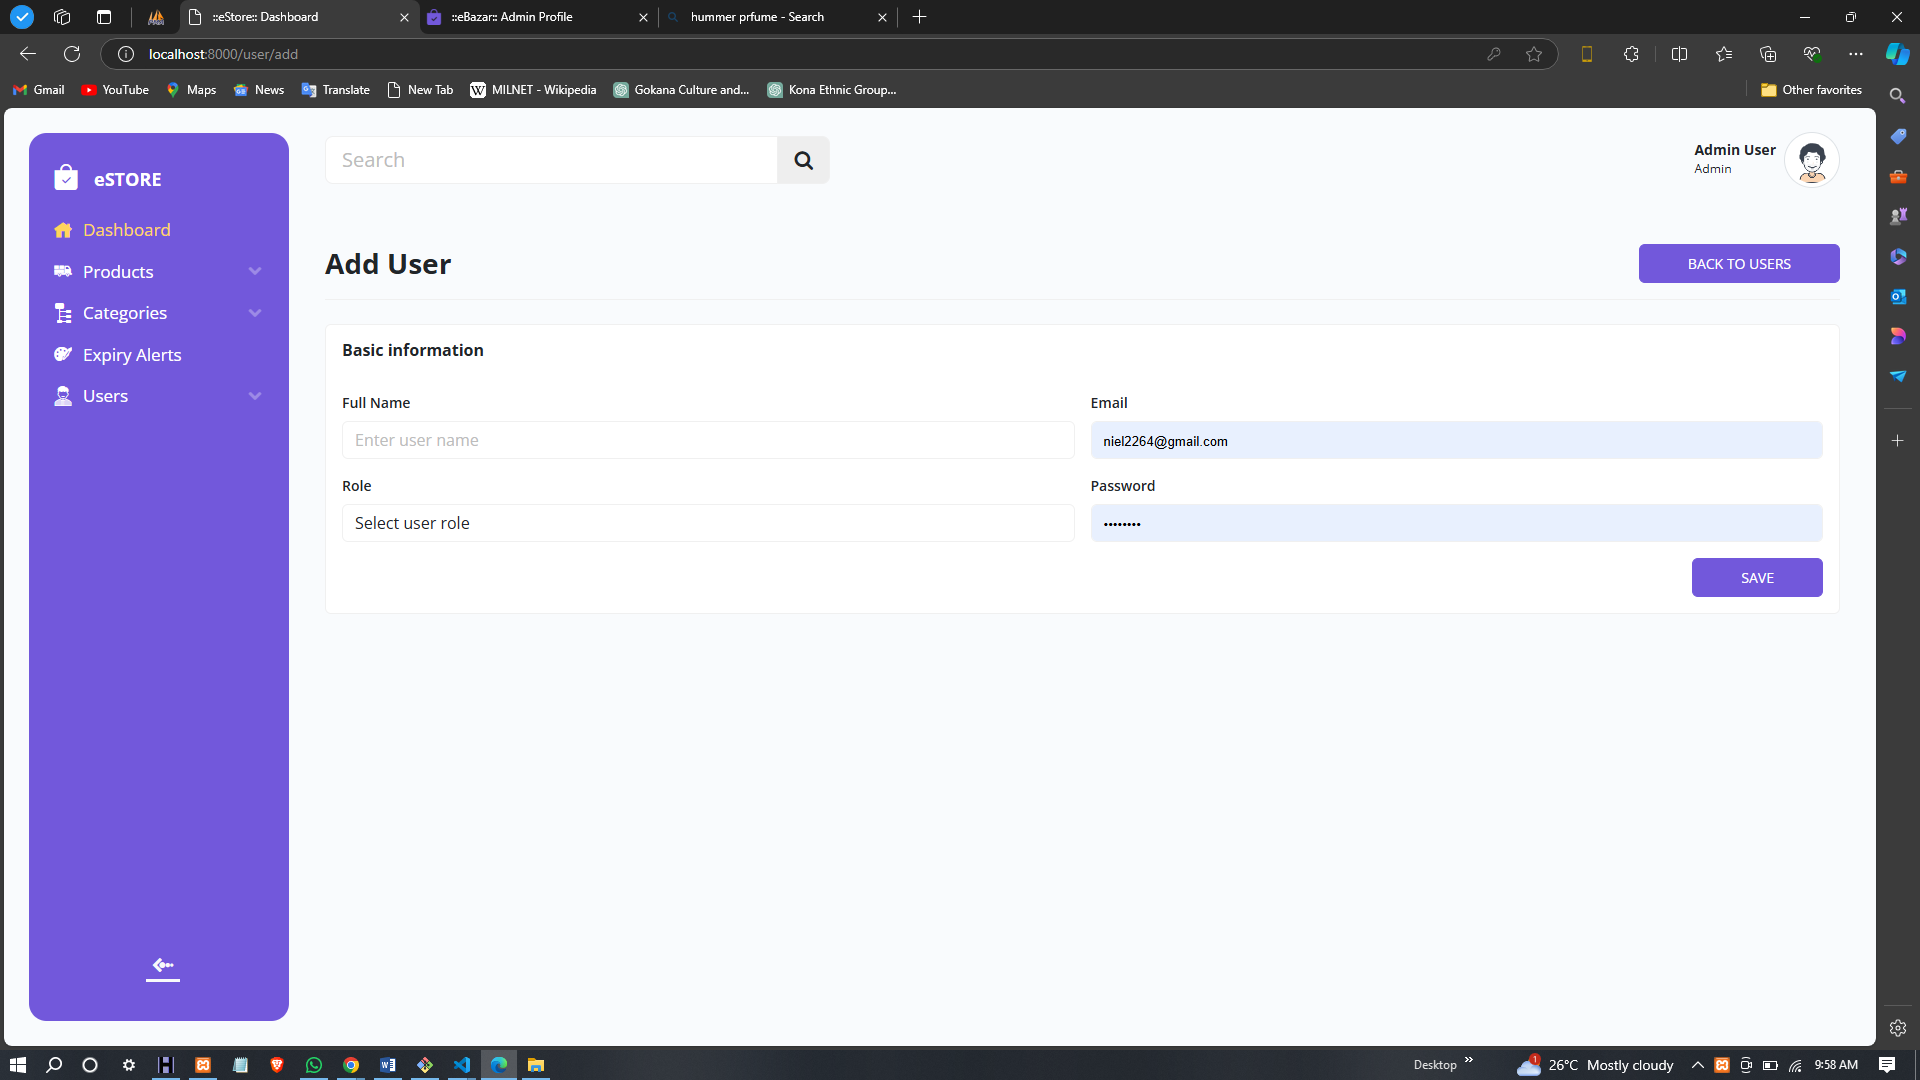 ::eStore:: Dashboard
::eBazar:: Admin Profile
hummer prfume - Search
localhost:8000/user/add
Gmail
YouTube
Maps
News
Translate
New Tab
MILNET - Wikipedia
Gokana Culture and...
Kona Ethnic Group...
Other favorites
eSTORE
Dashboard
Products
Categories
Expiry Alerts
Users
Search
Admin User
Admin
Add User
BACK TO USERS
Basic information
Full Name
Enter user name
Email
niel2264@gmail.com
Role
Select user role
Password
••••••••
SAVE
Desktop
1
26°C Mostly cloudy
9:58 AM